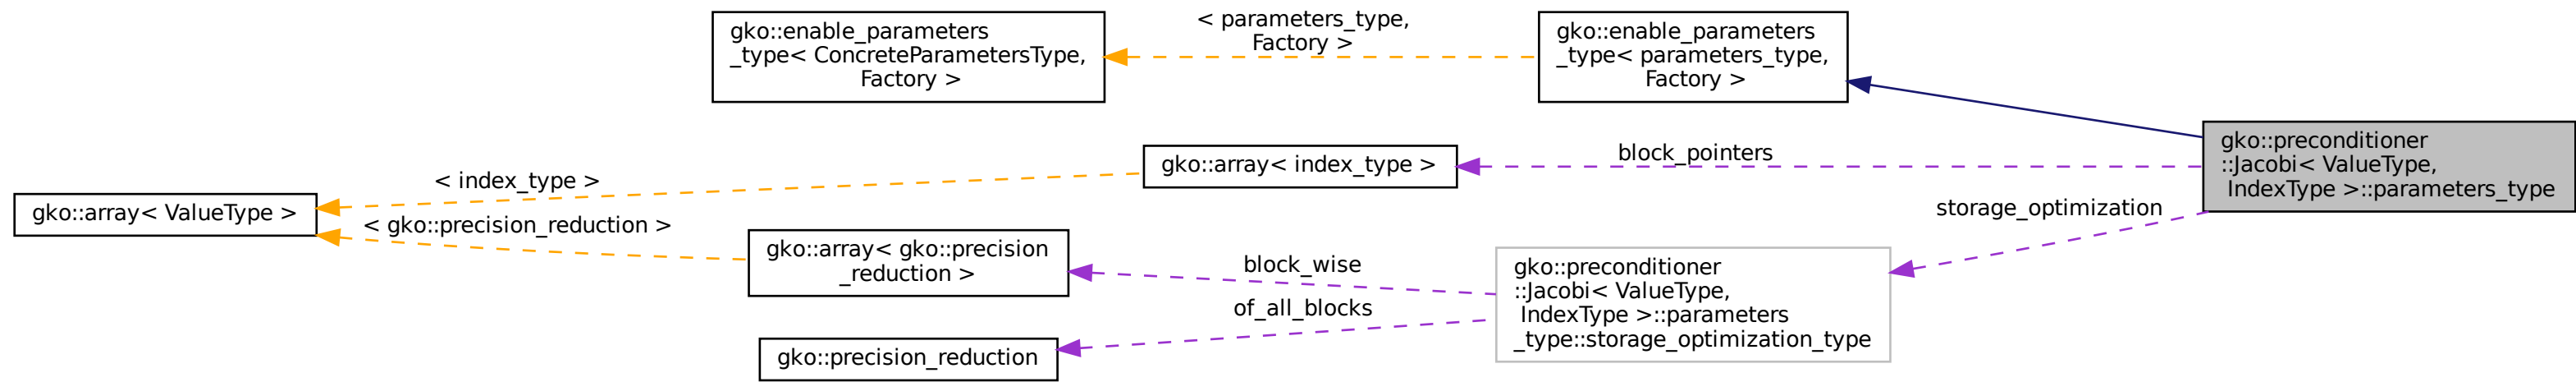 gko::enable_parameters
_type< ConcreteParametersType,
Factory >
< parameters_type,
Factory >
gko::enable_parameters
_type< parameters_type,
Factory >
gko::preconditioner
::Jacobi< ValueType,
IndexType >::parameters_type
block_pointers
gko::array< index_type >
< index_type >
gko::array< ValueType >
< gko::precision_reduction >
gko::array< gko::precision
_reduction >
storage_optimization
gko::preconditioner
::Jacobi< ValueType,
IndexType >::parameters
_type::storage_optimization_type
block_wise
of_all_blocks
gko::precision_reduction